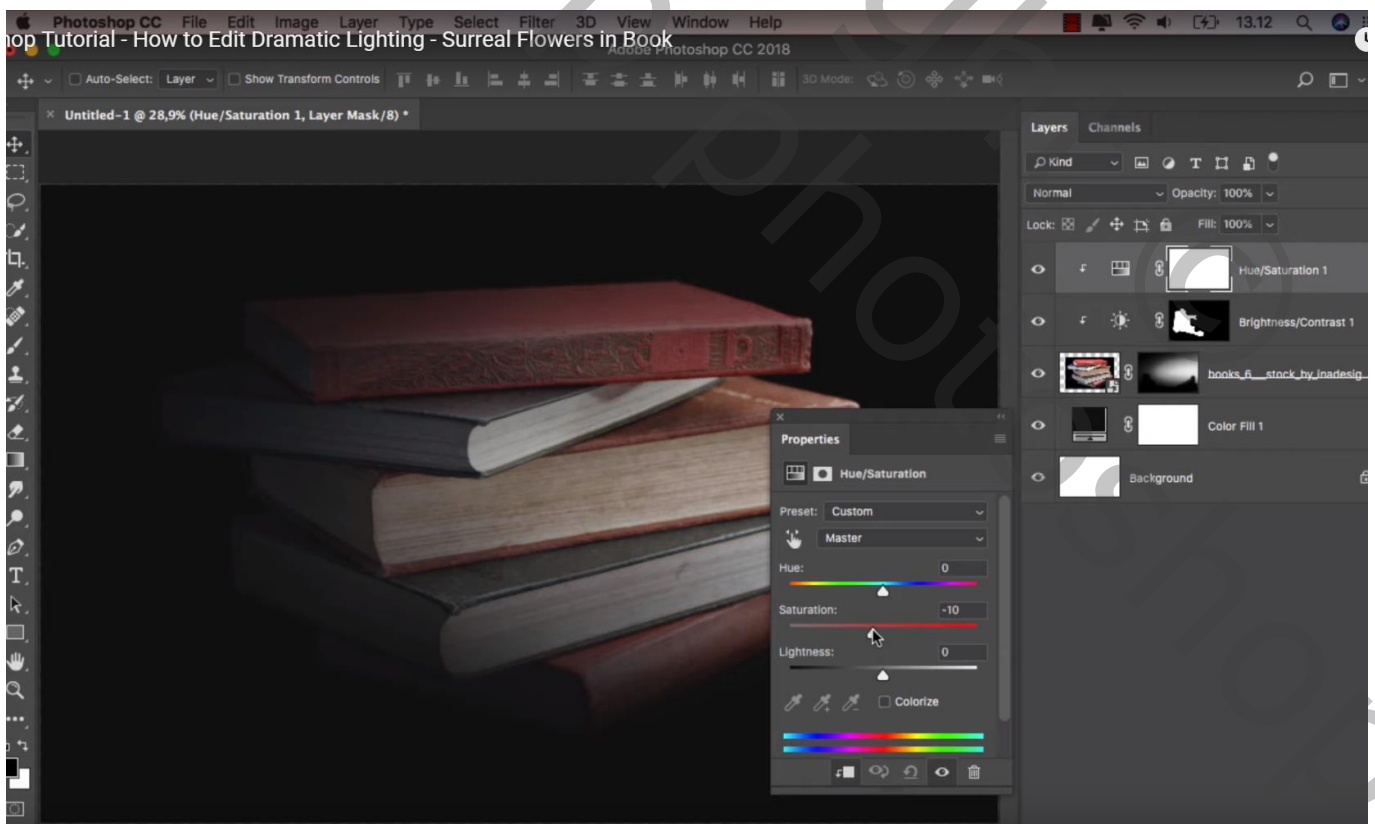 Photoshop CC File Edit Image Layer Type Select Filter 3D View Window Help 13.12
hop Tutorial - How to Edit Dramatic Lighting - Surreal Flowers in Book
Adobe Photoshop CC 2018
Auto-Select: Layer Show Transform Controls 3D Mode:
× Untitled-1 @ 28,9% (Hue/Saturation 1, Layer Mask/8) *
Layers Channels
Kind
Normal Opacity: 100%
Lock: Fill: 100%
Hue/Saturation 1
Brightness/Contrast 1
books_6__stock_by_inadesig...
Color Fill 1
Background
Properties
Hue/Saturation
Preset: Custom
Master
Hue: 0
Saturation: -10
Lightness: 0
Colorize